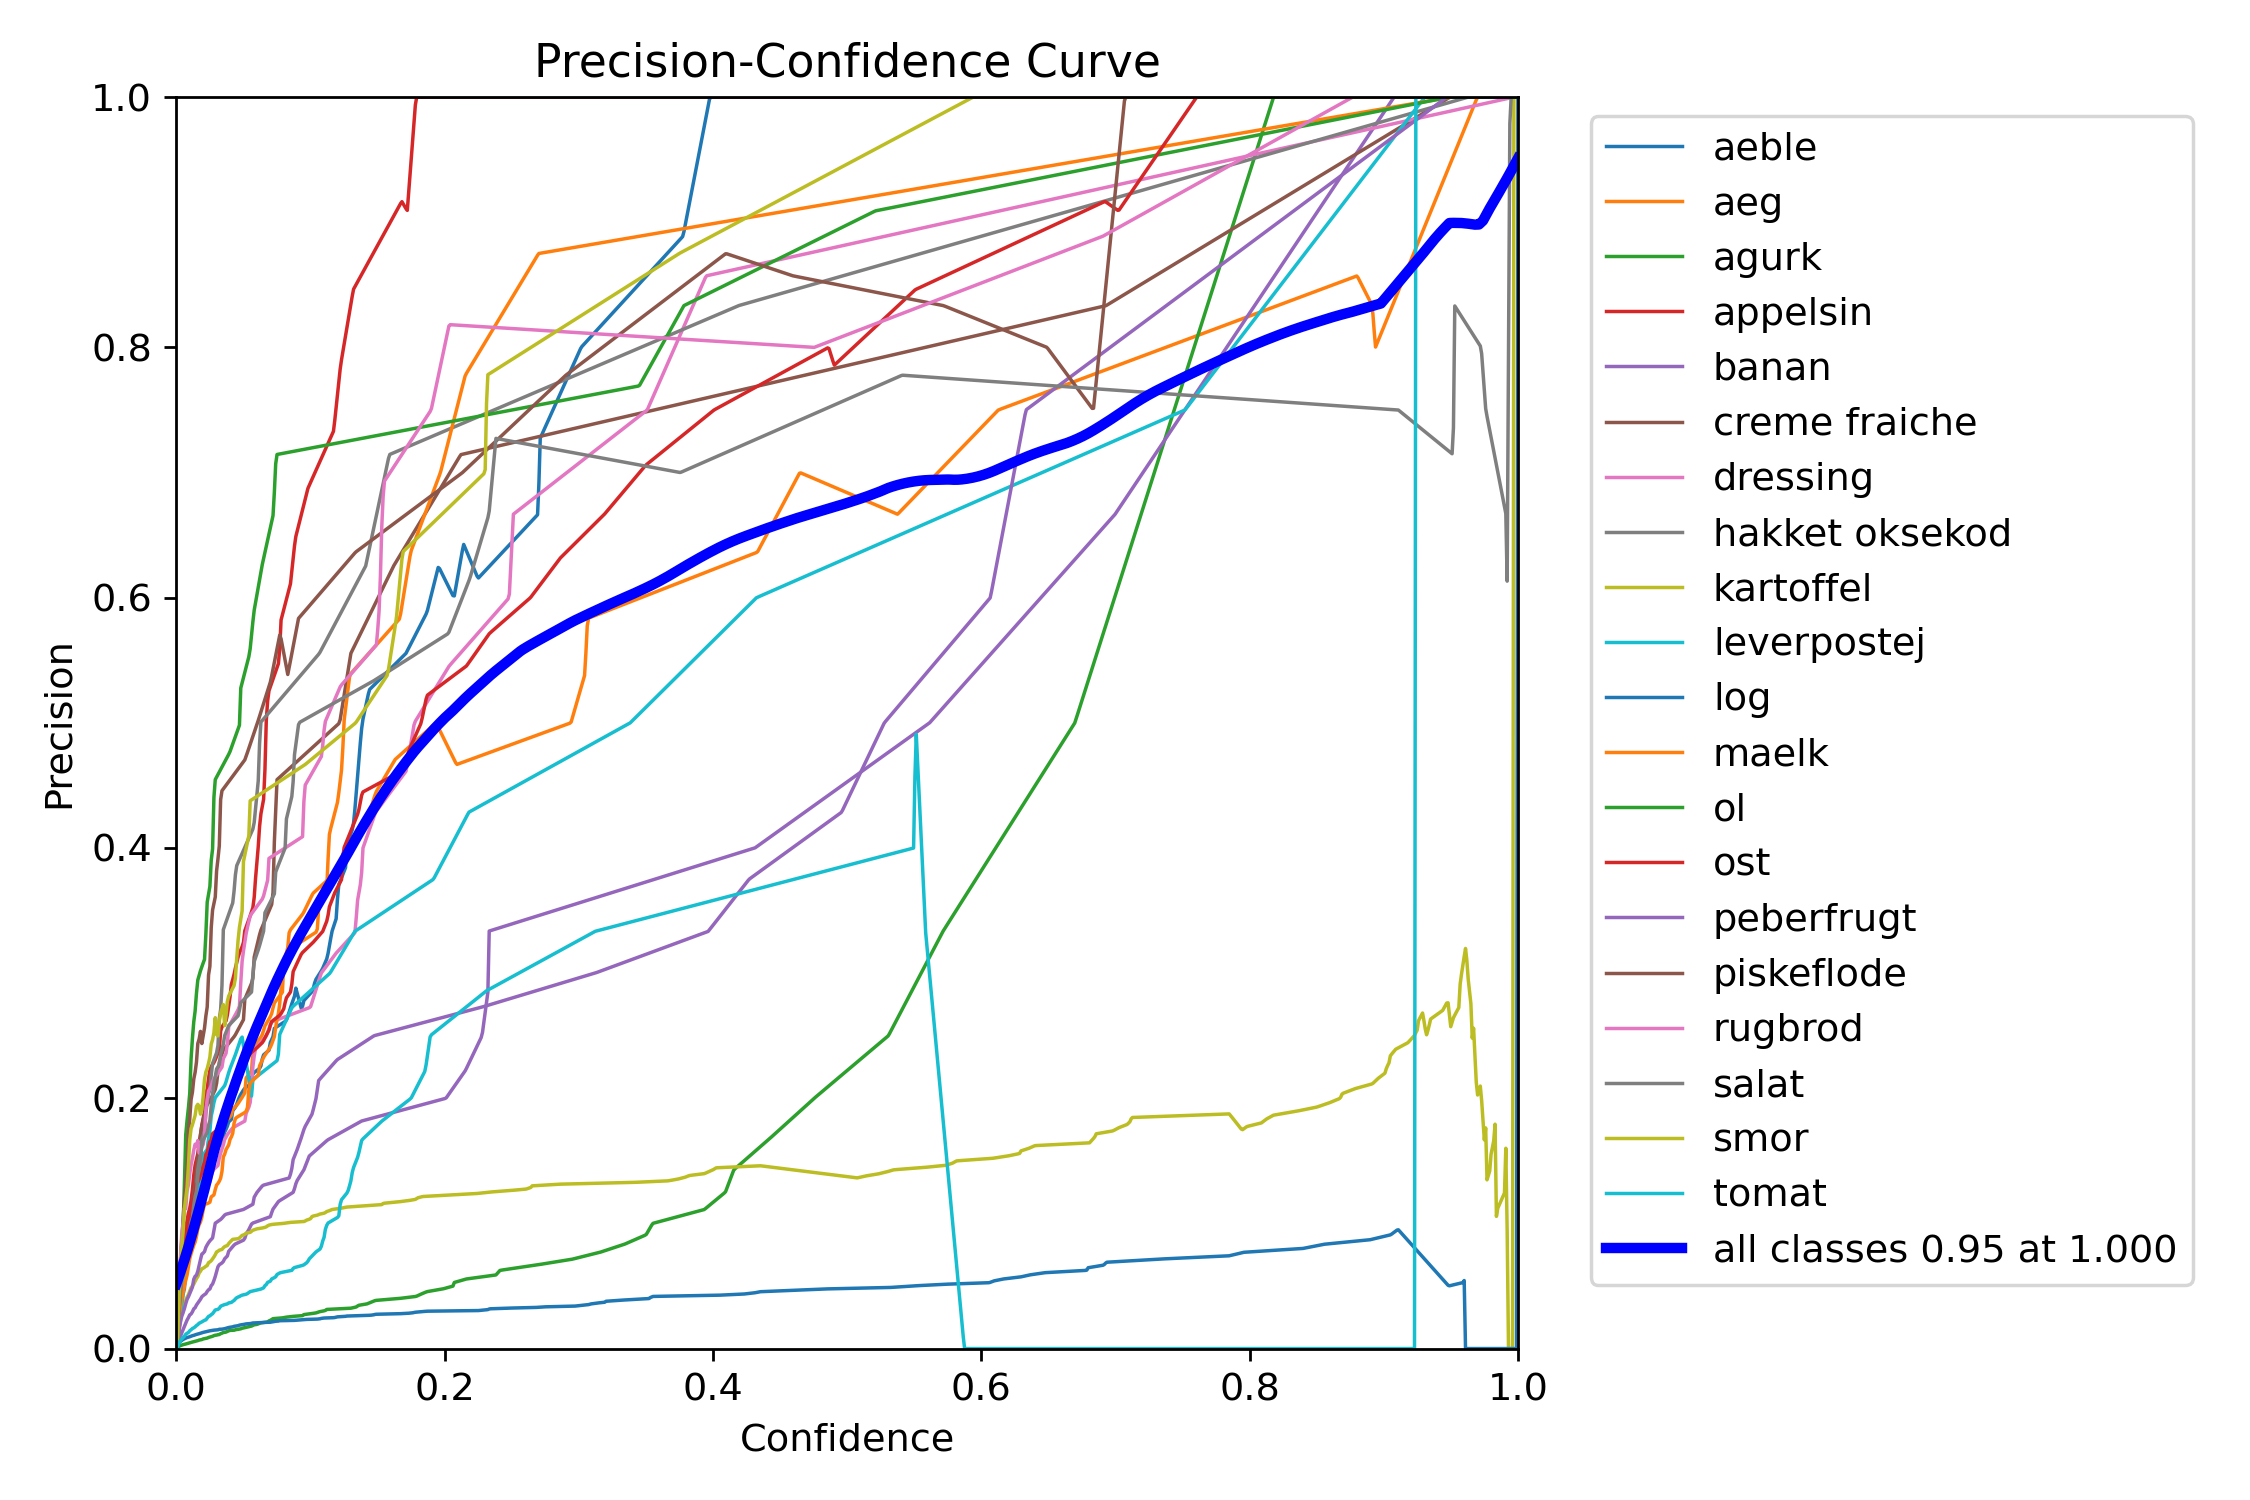 Precision-Confidence Curve
1.0
0.8
0.6
0.4
0.2
0.0
Precision
0.0 0.2 0.4 0.6 0.8 1.0
Confidence
aeble
aeg
agurk
appelsin
banan
creme fraiche
dressing
hakket oksekod
kartoffel
leverpostej
log
maelk
ol
ost
peberfrugt
piskeflode
rugbrod
salat
smor
tomat
all classes 0.95 at 1.000